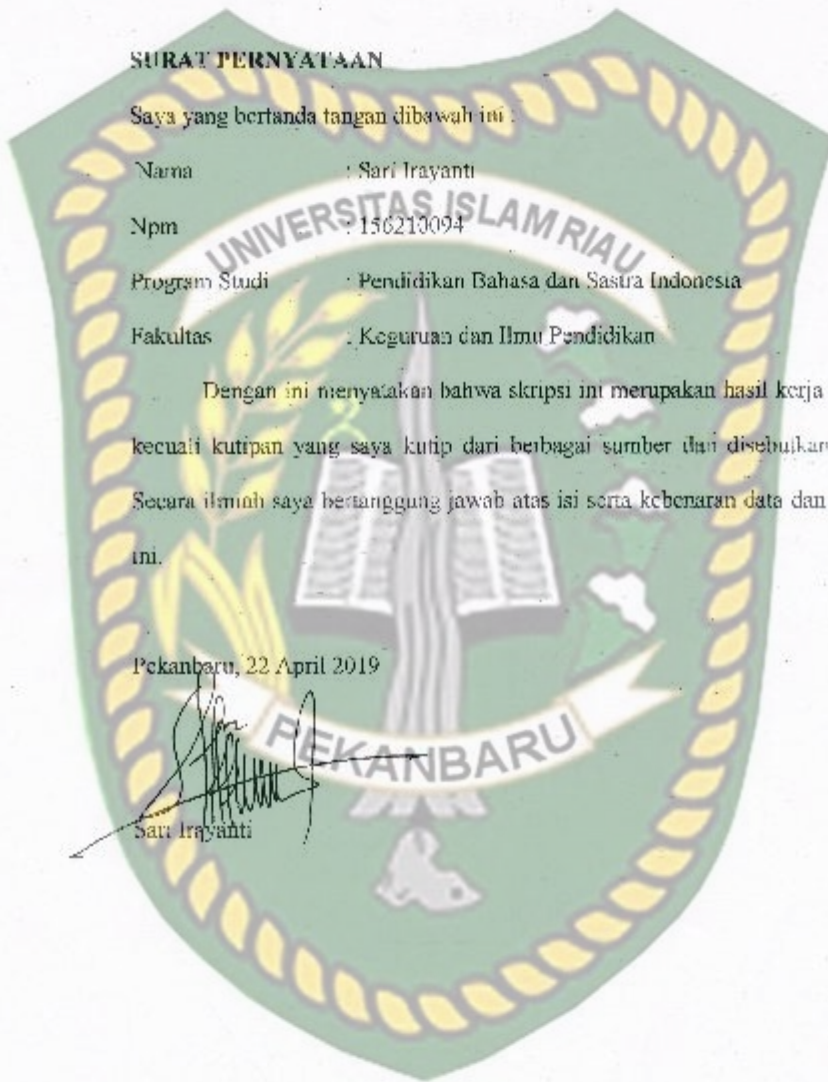 SURAT PERNYATAAN
Saya yang bertanda tangan dibawah ini :
Nama : Sari Irayanti
Npm : 156210094
UNIVERSITAS ISLAM RIAU
Program Studi : Pendidikan Bahasa dan Sastra Indonesia
Fakultas : Keguruan dan Ilmu Pendidikan
Dengan ini menyatakan bahwa skripsi ini merupakan hasil kerja
kecuali kutipan yang saya kutip dari berbagai sumber dan disebutkan
Secara ilmiah saya bertanggung jawab atas isi serta kebenaran data dan
ini.
Pekanbaru, 22 April 2019
PEKANBARU
Sari Irayanti